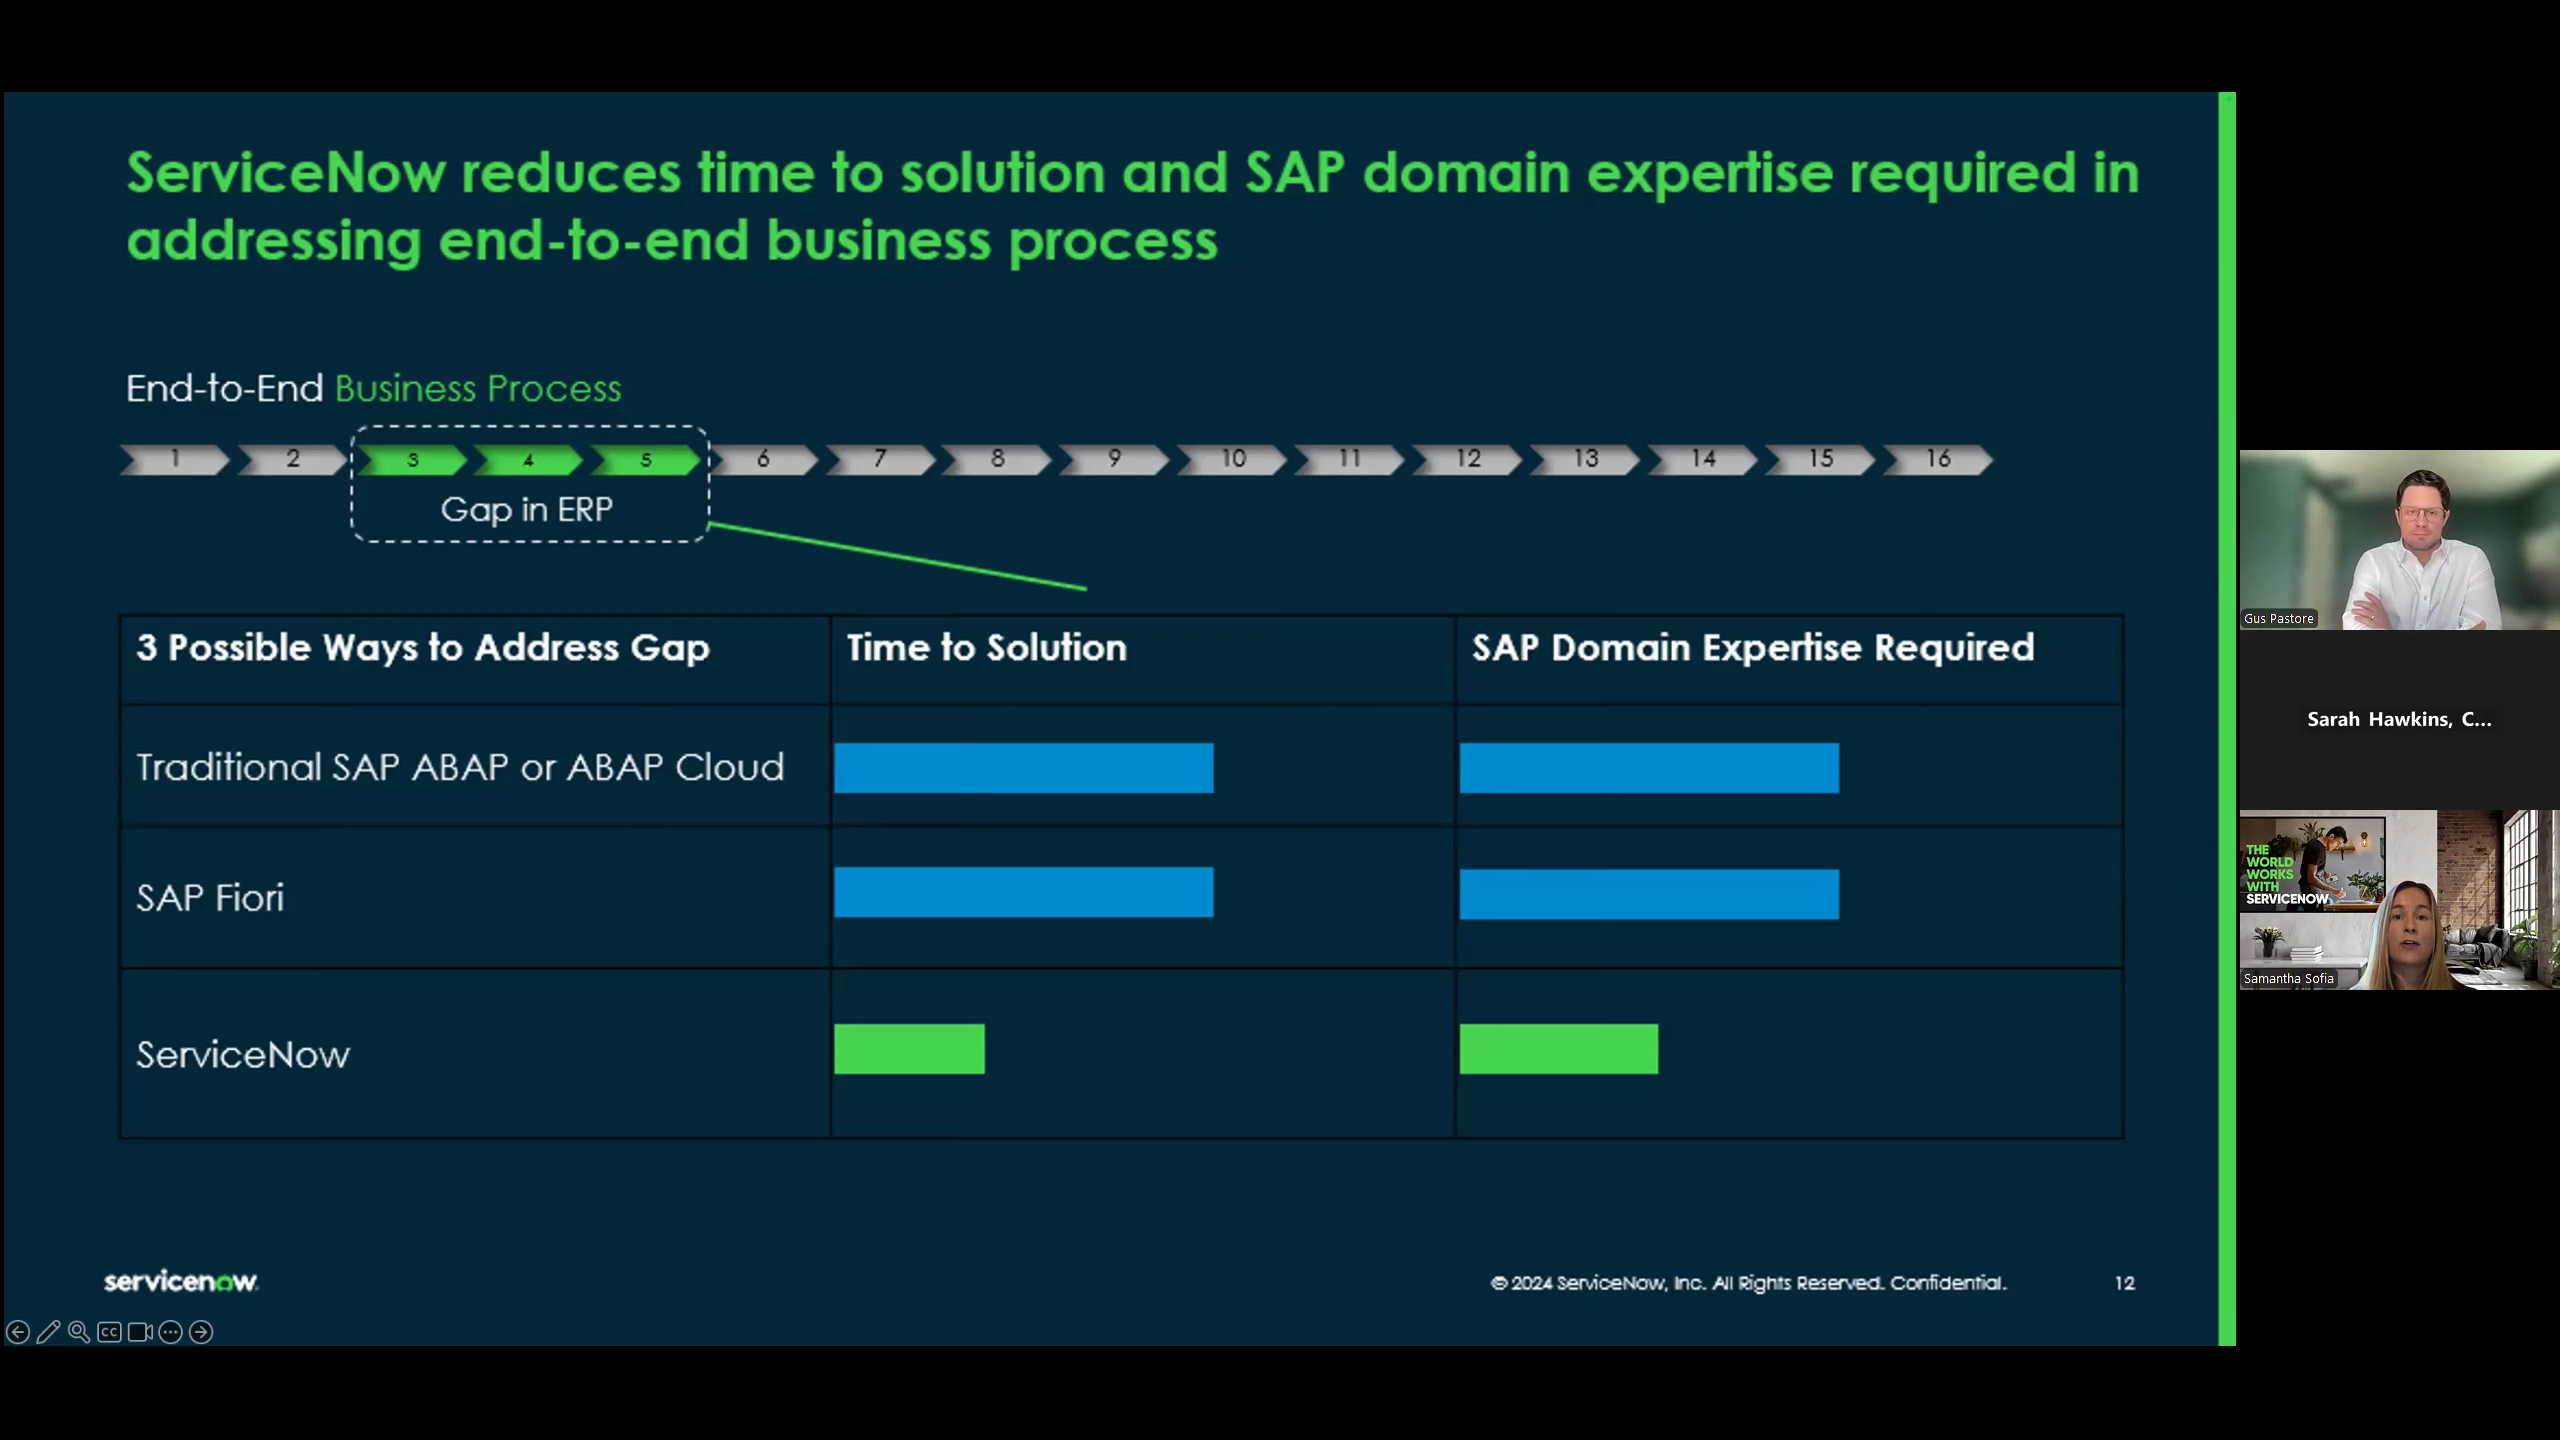 ServiceNow reduces time to solution and SAP domain expertise required in
addressing end-to-end business process
End-to-End Business Process
1 2 3 4 5 6 7 8 9 10 11 12 13 14 15 16
Gap in ERP
3 Possible Ways to Address Gap
Time to Solution
SAP Domain Expertise Required
Traditional SAP ABAP or ABAP Cloud
SAP Fiori
ServiceNow
servicenow
© 2024 ServiceNow, Inc. All Rights Reserved. Confidential.
12
CC
Gus Pastore
Sarah Hawkins, C...
THE
WORLD
WORKS
WITH
SERVICENOW
Samantha Sofia